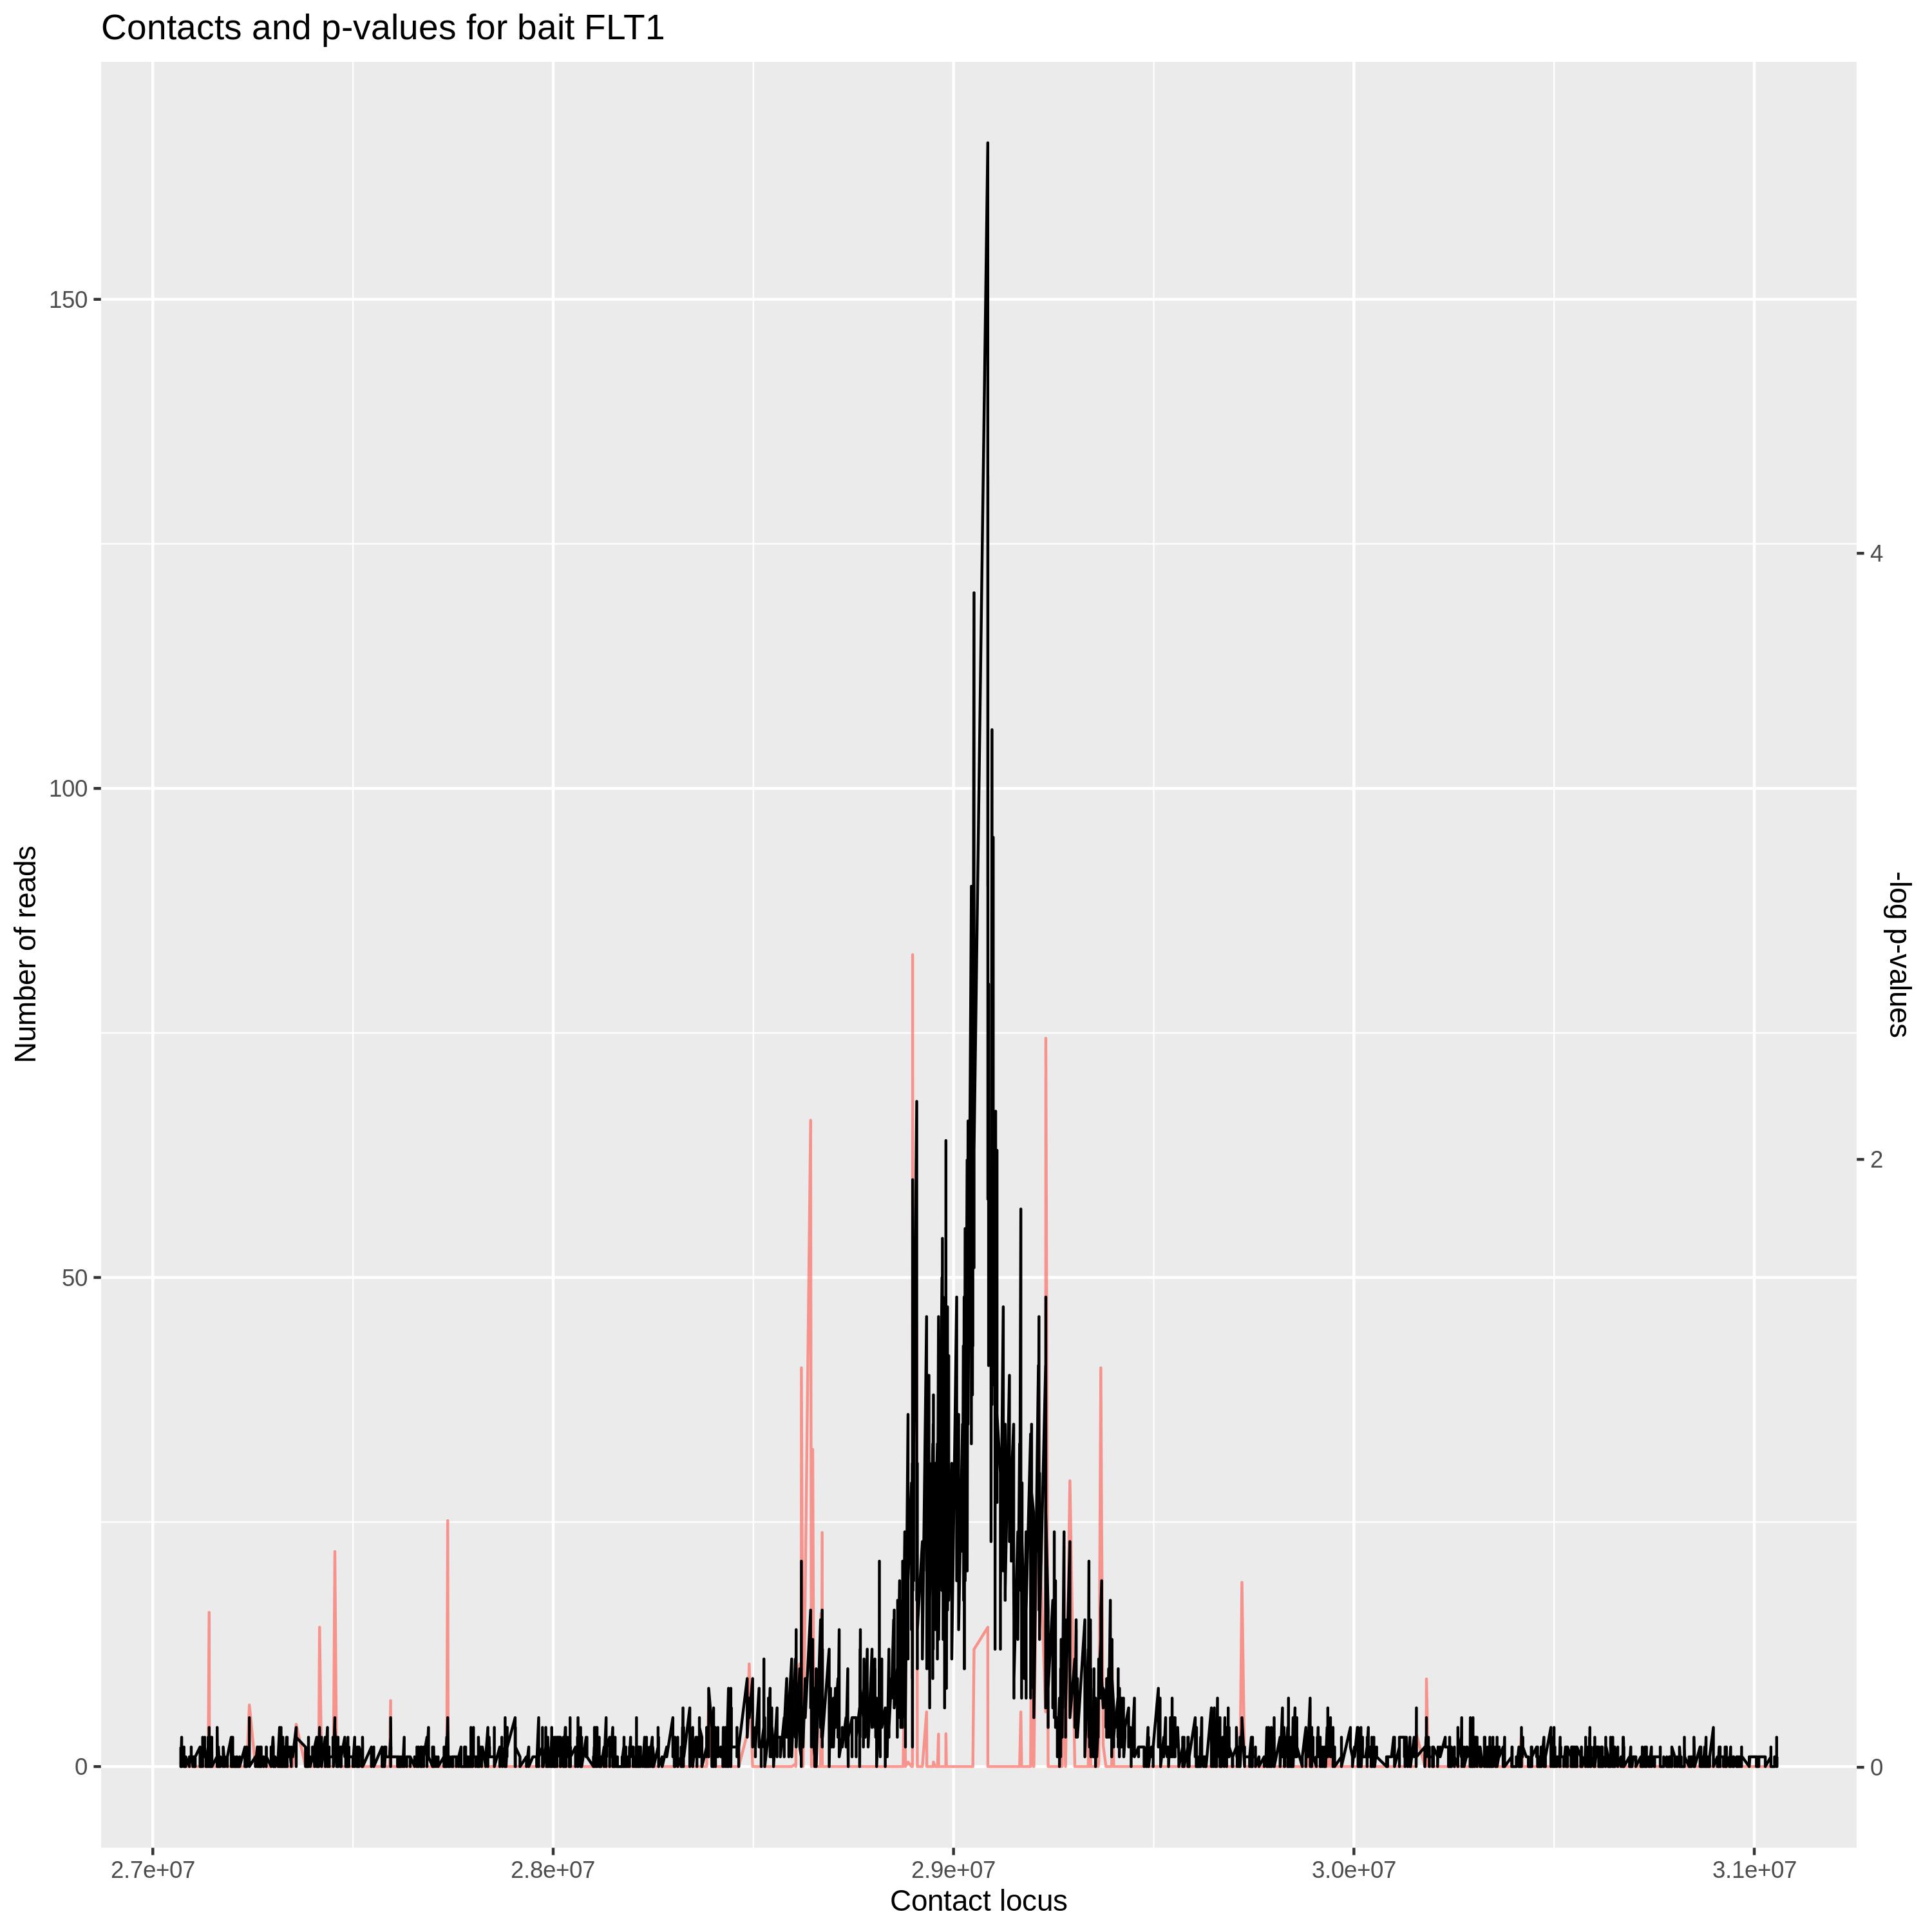 Contacts and p-values for bait FLT1
Number of reads
150
100
50
0
-log p-values
4
2
0
2.7e+07
2.8e+07
2.9e+07
3.0e+07
3.1e+07
Contact locus